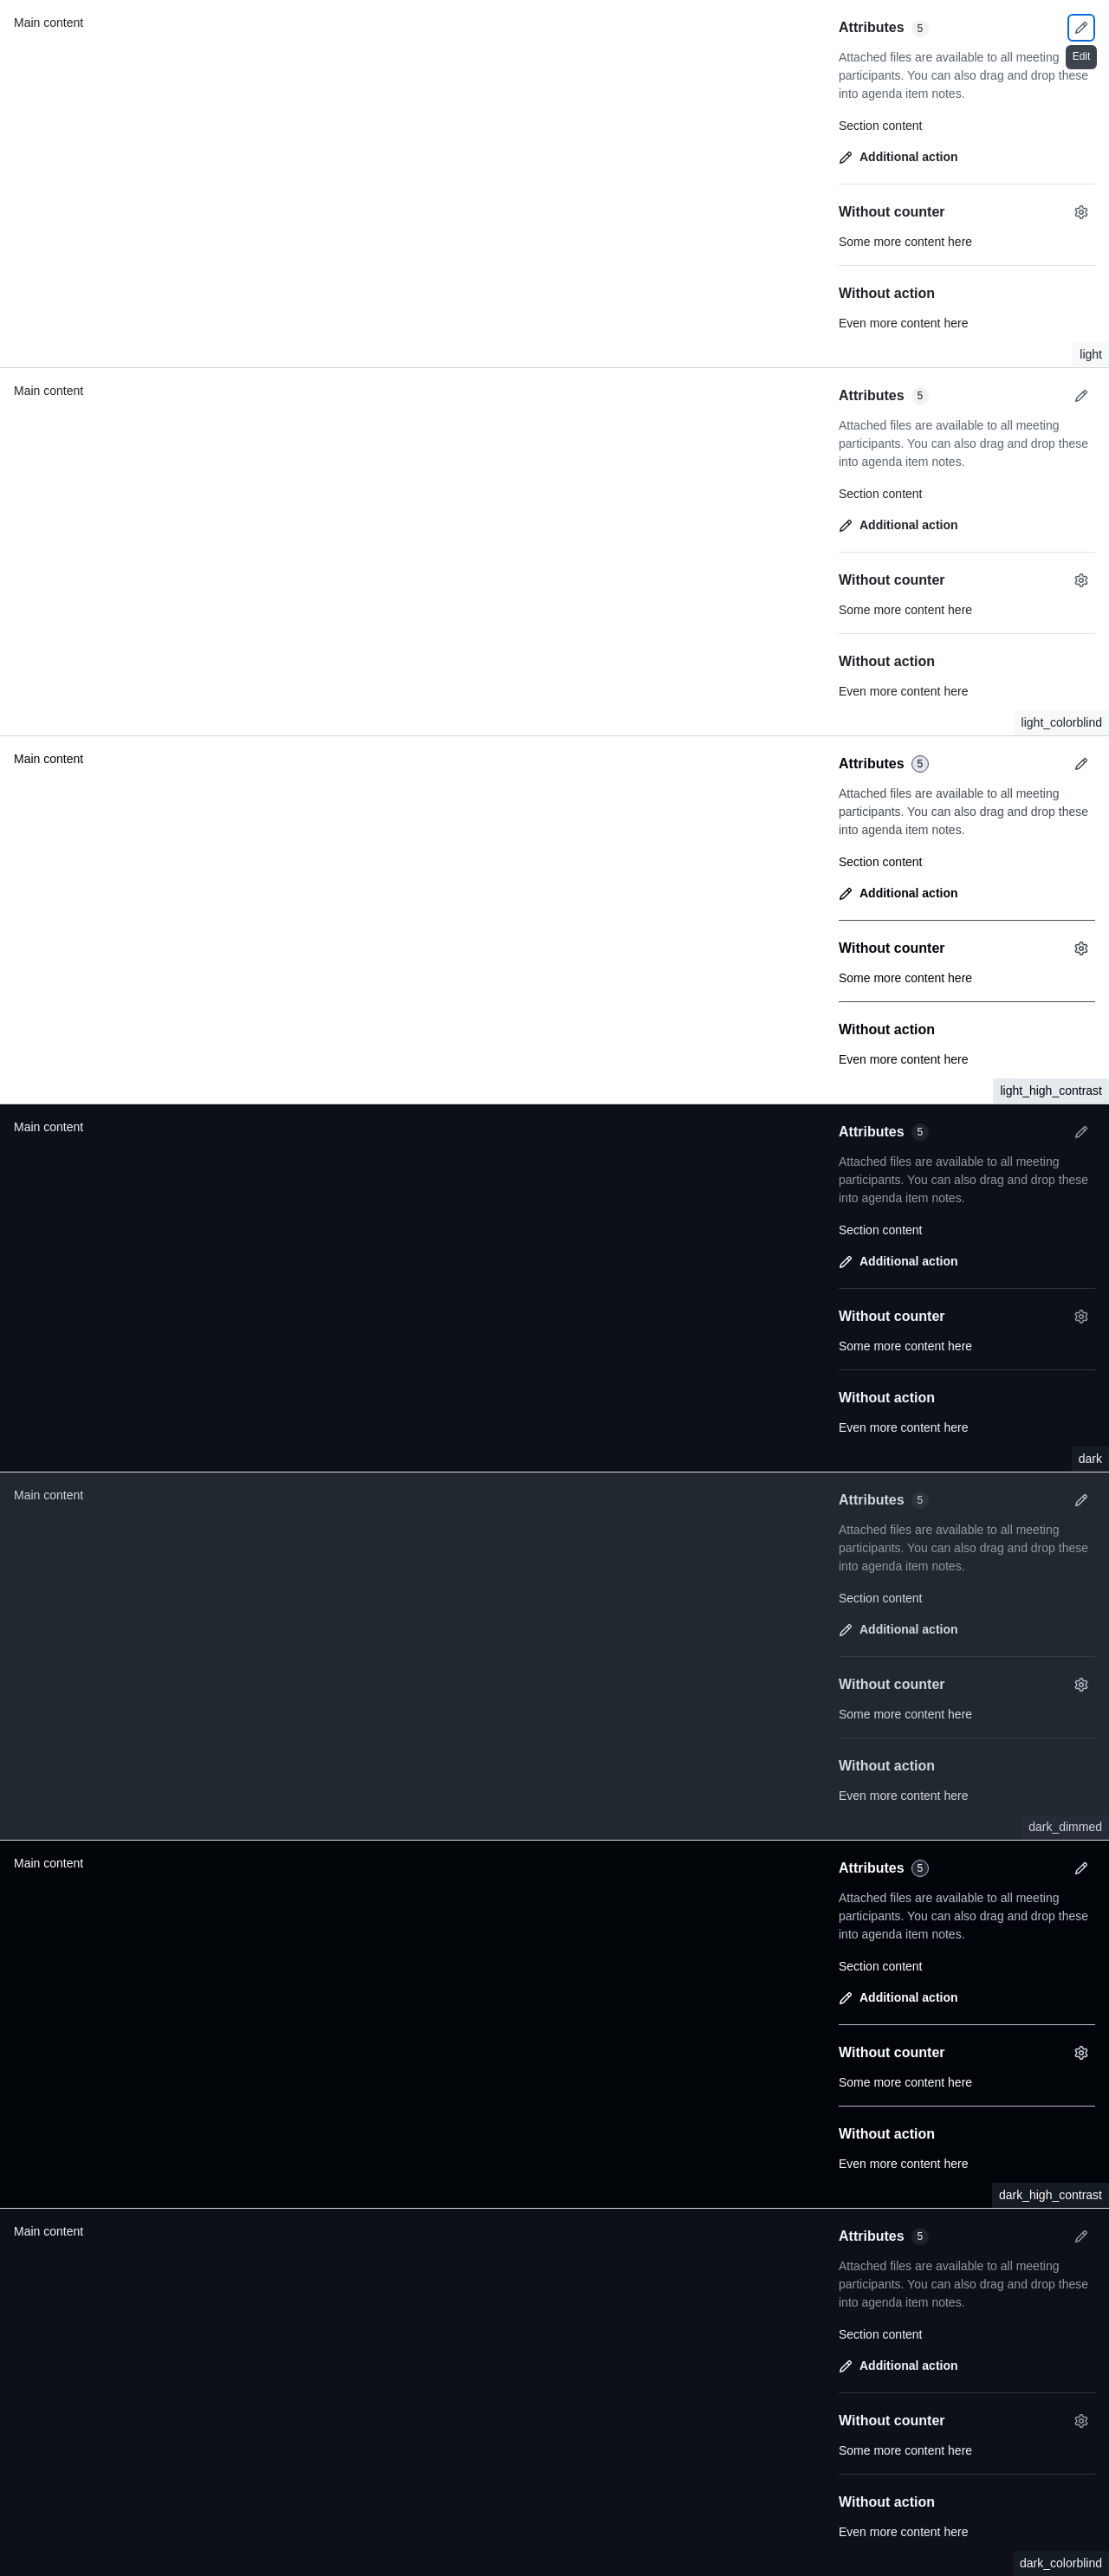 Main content
Attributes 5
Edit
Attached files are available to all meeting
participants. You can also drag and drop these
into agenda item notes.
Section content
Additional action
Without counter
Some more content here
Without action
Even more content here
light
Main content
Attributes 5
Attached files are available to all meeting
participants. You can also drag and drop these
into agenda item notes.
Section content
Additional action
Without counter
Some more content here
Without action
Even more content here
light_colorblind
Main content
Attributes 5
Attached files are available to all meeting
participants. You can also drag and drop these
into agenda item notes.
Section content
Additional action
Without counter
Some more content here
Without action
Even more content here
light_high_contrast
Main content
Attributes 5
Attached files are available to all meeting
participants. You can also drag and drop these
into agenda item notes.
Section content
Additional action
Without counter
Some more content here
Without action
Even more content here
dark
Main content
Attributes 5
Attached files are available to all meeting
participants. You can also drag and drop these
into agenda item notes.
Section content
Additional action
Without counter
Some more content here
Without action
Even more content here
dark_dimmed
Main content
Attributes 5
Attached files are available to all meeting
participants. You can also drag and drop these
into agenda item notes.
Section content
Additional action
Without counter
Some more content here
Without action
Even more content here
dark_high_contrast
Main content
Attributes 5
Attached files are available to all meeting
participants. You can also drag and drop these
into agenda item notes.
Section content
Additional action
Without counter
Some more content here
Without action
Even more content here
dark_colorblind